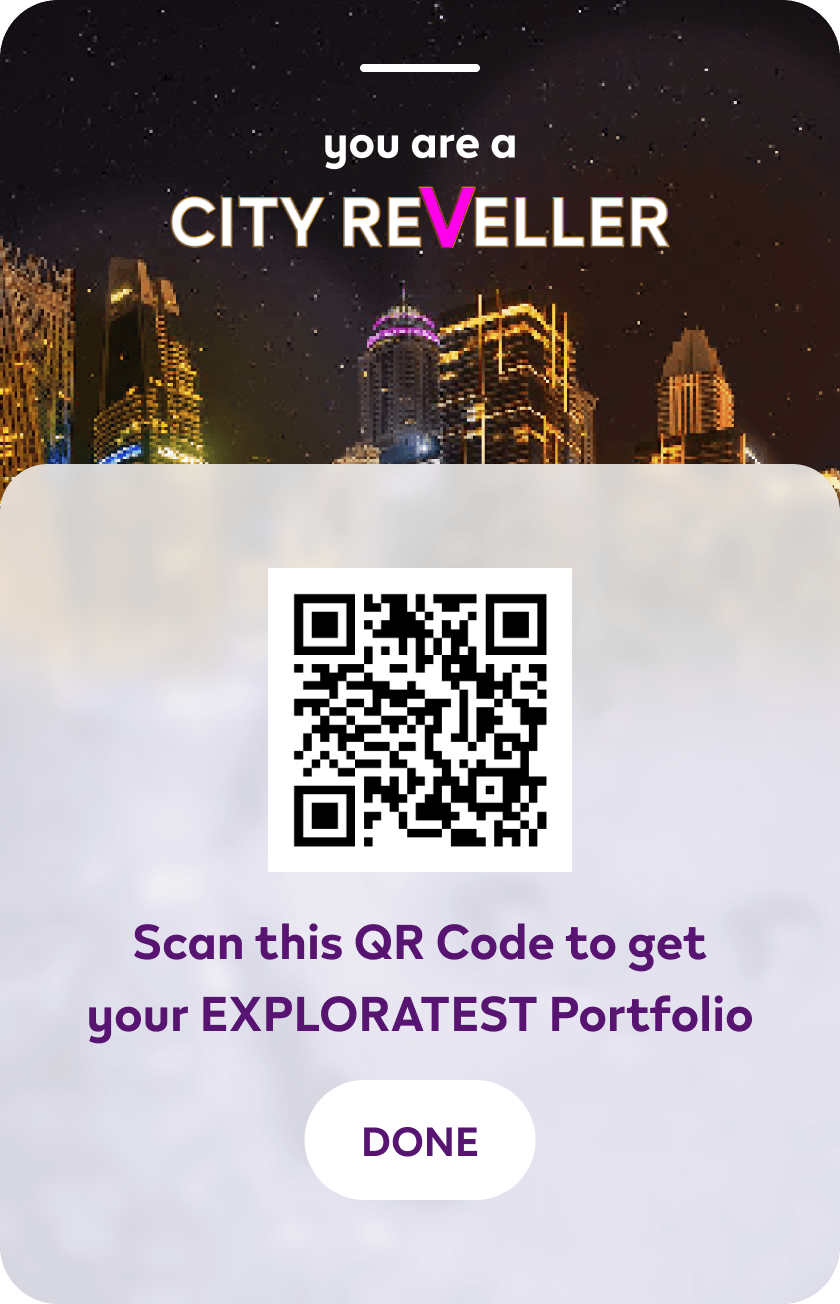 you are a
CITY REVELLER
Scan this QR Code to get
your EXPLORATEST Portfolio
DONE